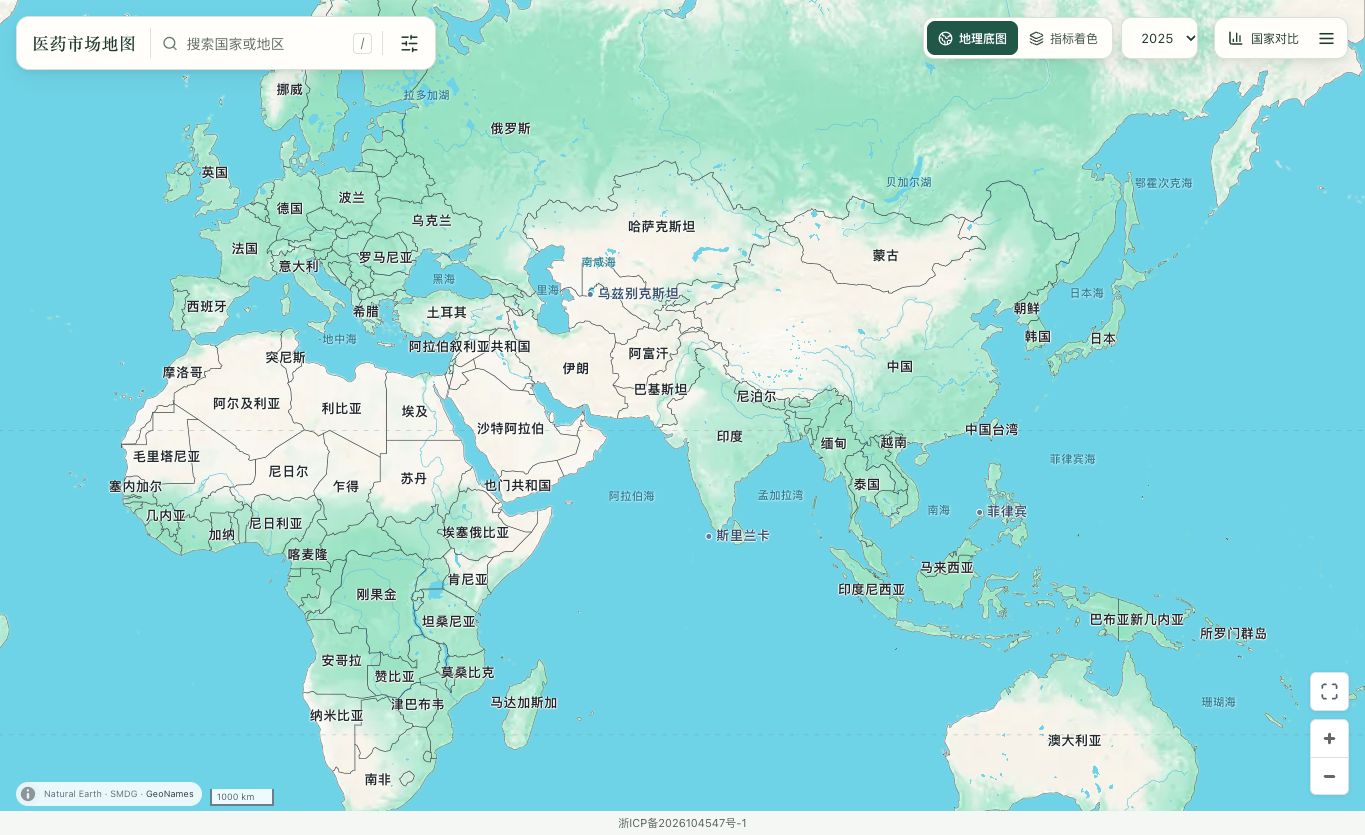 医药市场地图
搜索国家或地区
/
地理底图
指标着色
2025
国家对比
挪威
拉多加湖
俄罗斯
英国
贝加尔湖
鄂霍次克海
波兰
德国
乌克兰
哈萨克斯坦
法国
罗马尼亚
蒙古
意大利
南咸海
黑海
里海
乌兹别克斯坦
日本海
西班牙
希腊
土耳其
朝鲜
地中海
韩国
日本
阿拉伯叙利亚共和国
突尼斯
阿富汗
伊朗
中国
摩洛哥
巴基斯坦
尼泊尔
阿尔及利亚
利比亚
埃及
沙特阿拉伯
中国台湾
印度
缅甸
越南
毛里塔尼亚
菲律宾海
尼日尔
苏丹
泰国
塞内加尔
乍得
也门共和国
阿拉伯海
孟加拉湾
南海
菲律宾
几内亚
尼日利亚
加纳
埃塞俄比亚
斯里兰卡
喀麦隆
马来西亚
肯尼亚
印度尼西亚
刚果金
坦桑尼亚
巴布亚新几内亚
所罗门群岛
安哥拉
赞比亚
莫桑比克
津巴布韦
马达加斯加
珊瑚海
纳米比亚
澳大利亚
南非
Natural Earth · SMDG · GeoNames
1000 km
浙ICP备2026104547号-1